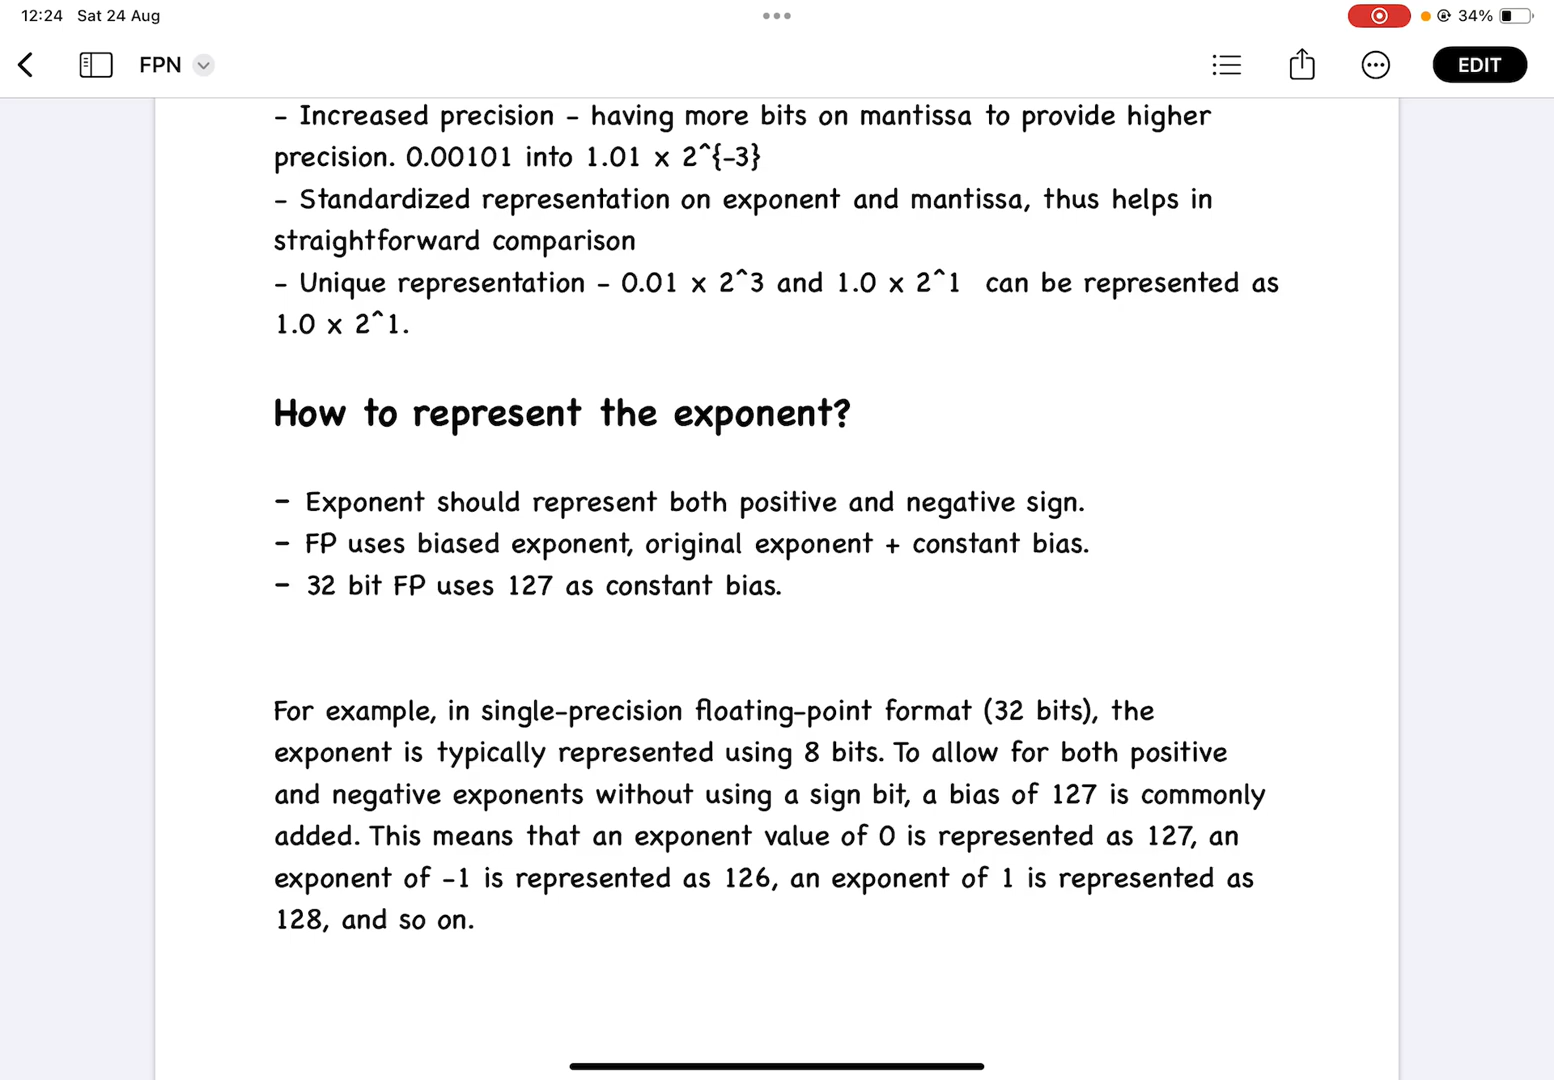 12:24 Sat 24 Aug
34%
FPN
EDIT
- Increased precision - having more bits on mantissa to provide higher
precision. 0.00101 into 1.01 x 2^{-3}
- Standardized representation on exponent and mantissa, thus helps in
straightforward comparison
- Unique representation - 0.01 x 2^3 and 1.0 x 2^1 can be represented as
1.0 x 2^1.
How to represent the exponent?
- Exponent should represent both positive and negative sign.
- FP uses biased exponent, original exponent + constant bias.
- 32 bit FP uses 127 as constant bias.
For example, in single-precision floating-point format (32 bits), the
exponent is typically represented using 8 bits. To allow for both positive
and negative exponents without using a sign bit, a bias of 127 is commonly
added. This means that an exponent value of 0 is represented as 127, an
exponent of -1 is represented as 126, an exponent of 1 is represented as
128, and so on.